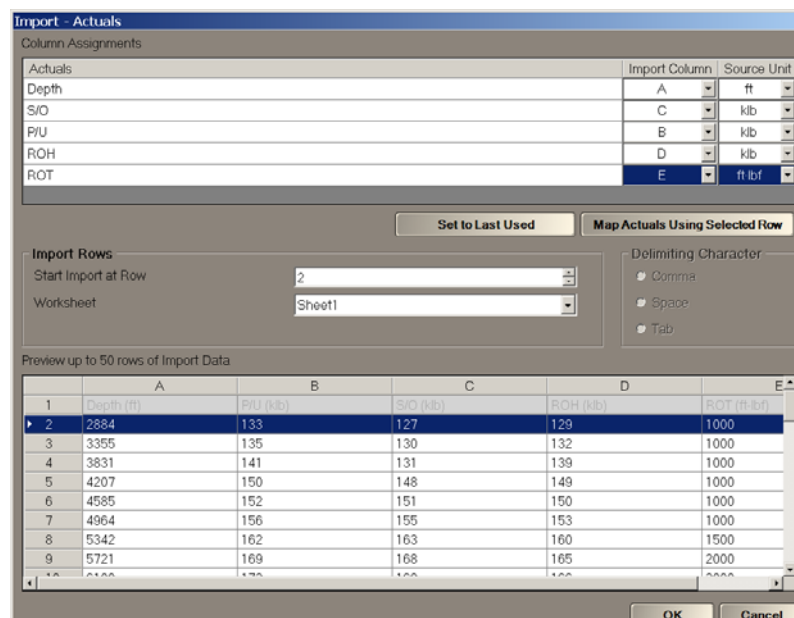 Import - Actuals
Column Assignments
Actuals Import Column Source Unit
Depth A ft
S/O C klb
P/U B klb
ROH D klb
ROT E ft·lbf
Set to Last Used Map Actuals Using Selected Row
Import Rows Delimiting Character
Start Import at Row 2 Comma
Worksheet Sheet1 Space
Tab
Preview up to 50 rows of Import Data
A B C D E
1 Depth (ft) P/U (klb) S/O (klb) ROH (klb) ROT (ft·lbf)
2 2884 133 127 129 1000
3 3355 135 130 132 1000
4 3831 141 131 139 1000
5 4207 150 148 149 1000
6 4585 152 151 150 1000
7 4964 156 155 153 1000
8 5342 162 163 160 1500
9 5721 169 168 165 2000
OK Cancel